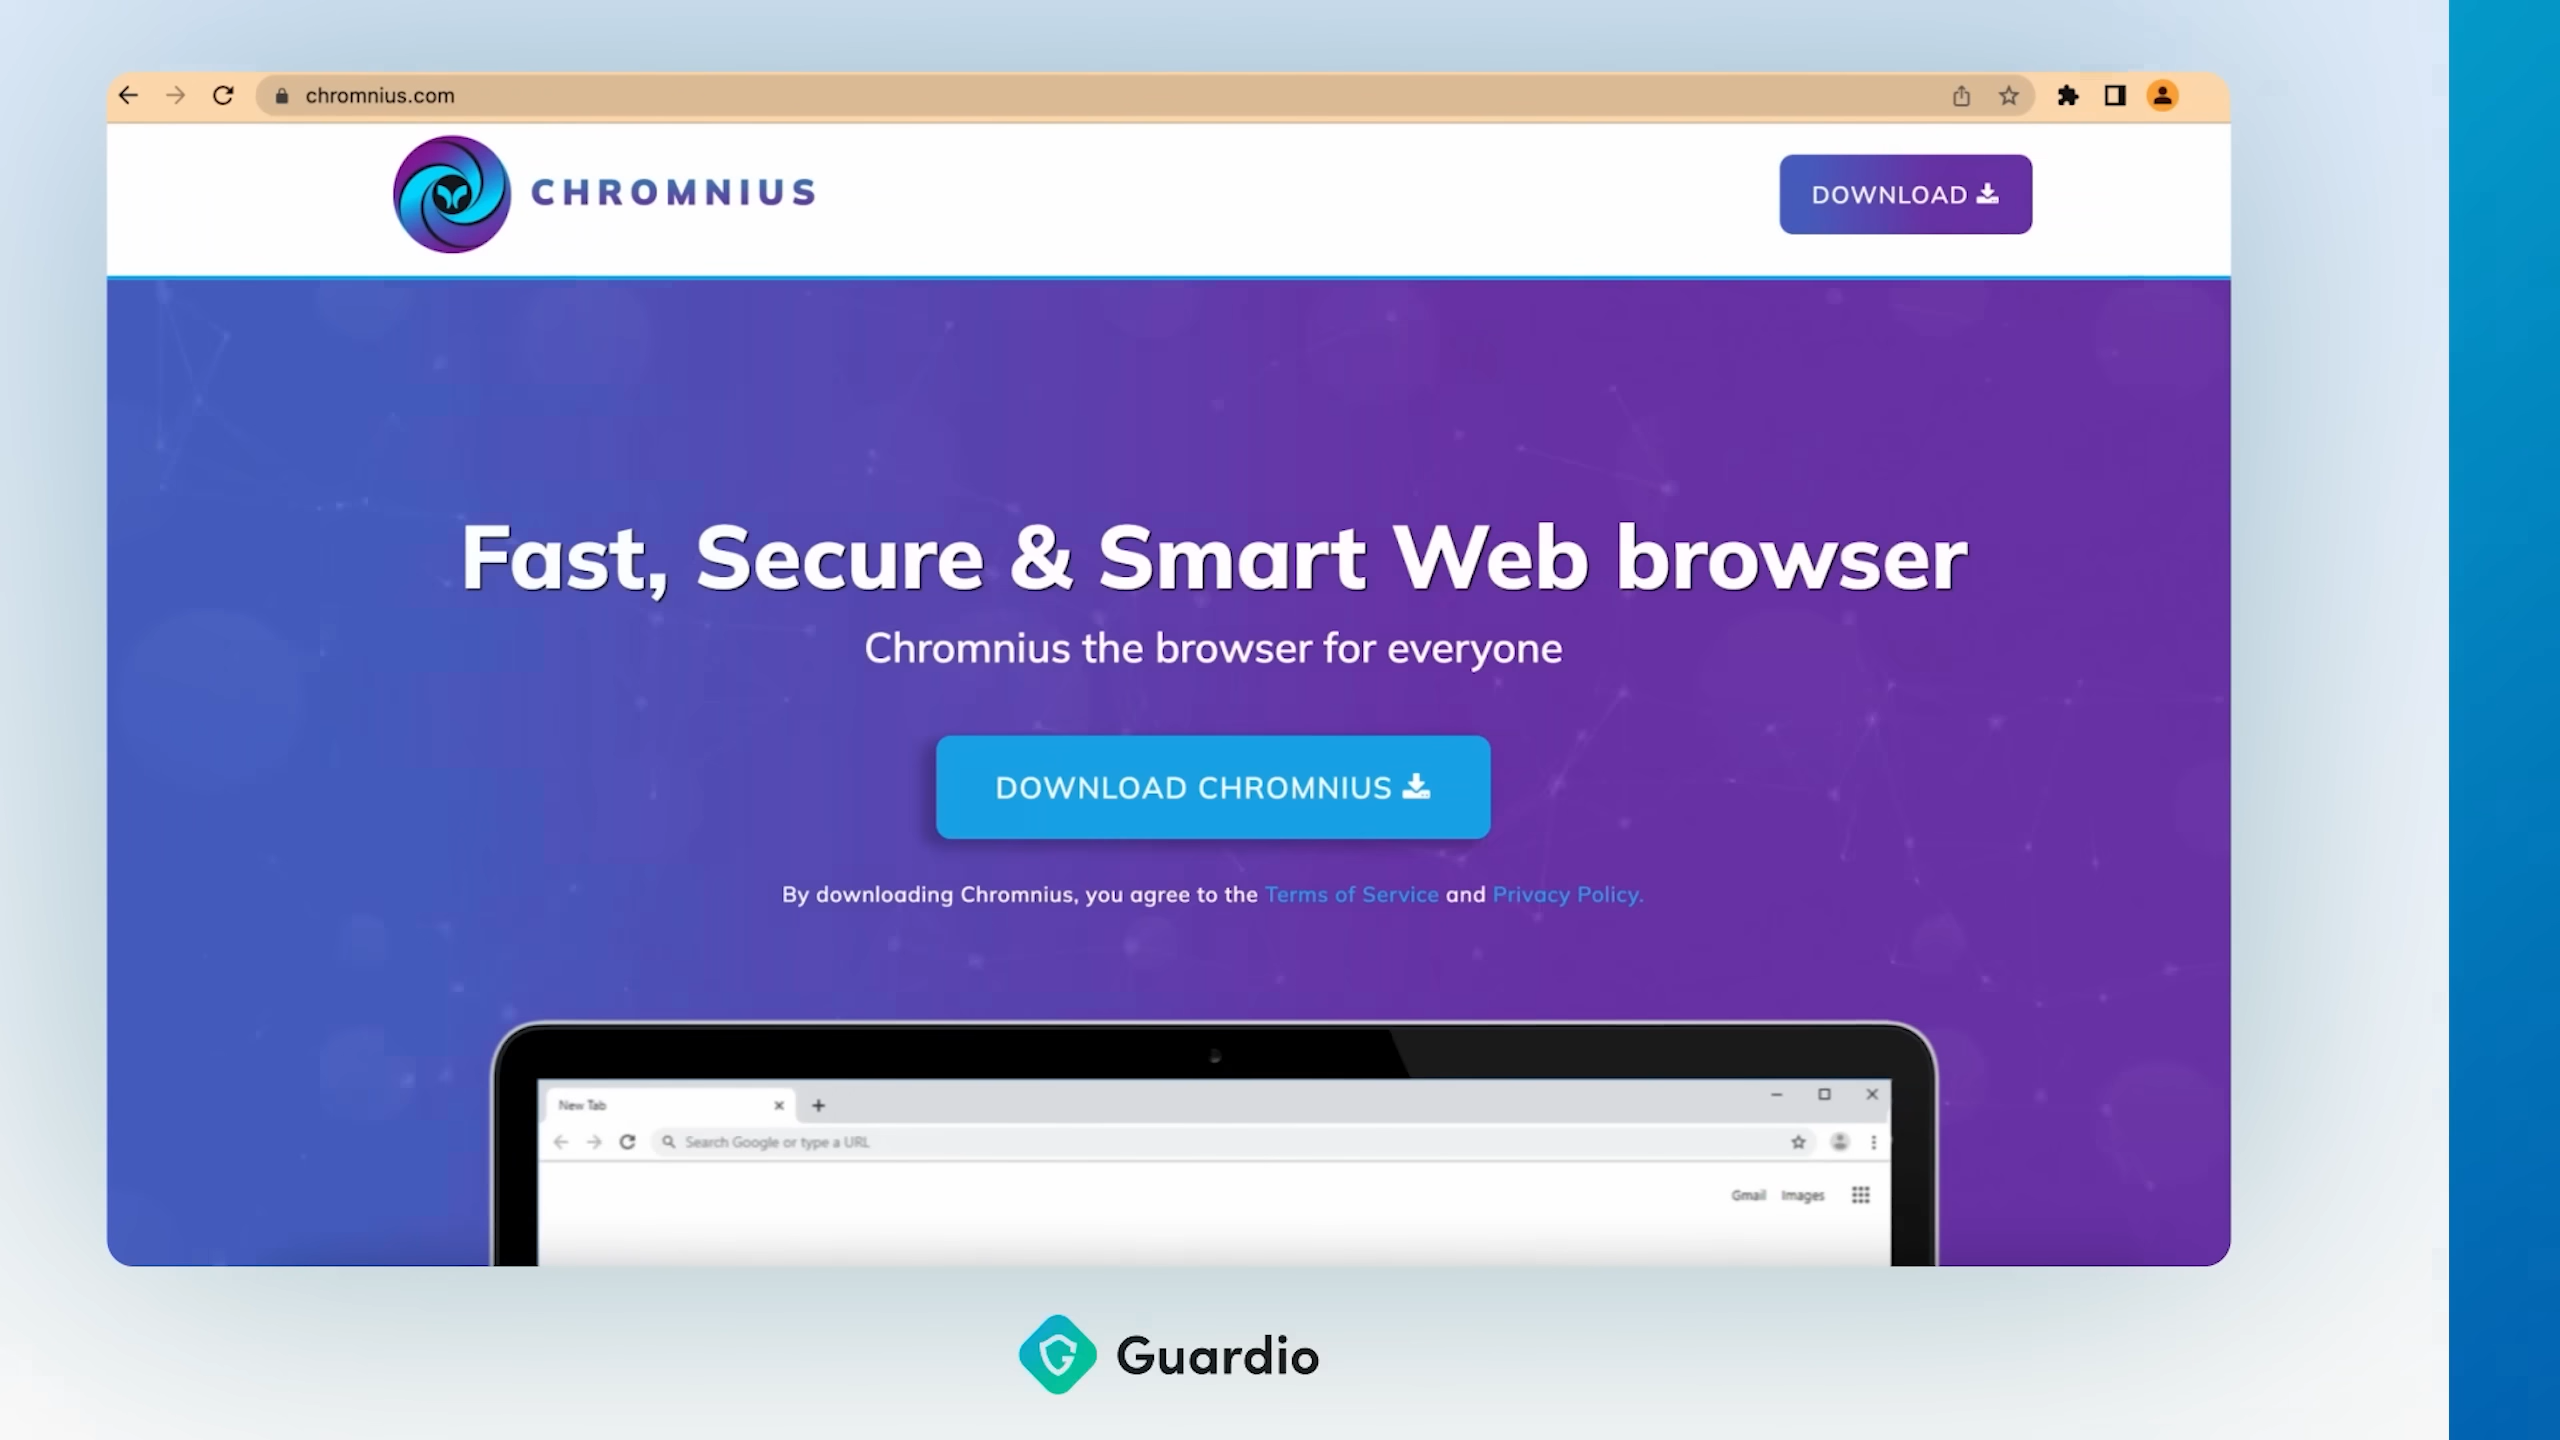 chromnius.com
CHROMNIUS
DOWNLOAD
Fast, Secure & Smart Web browser
Chromnius the browser for everyone
DOWNLOAD CHROMNIUS
By downloading Chromnius, you agree to the Terms of Service and Privacy Policy.
New Tab
Search Google or type a URL
Gmail Images
Guardio